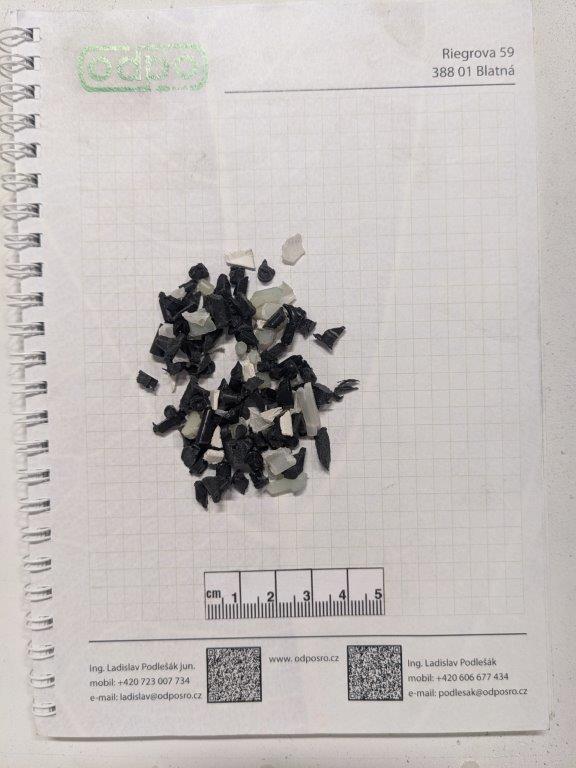 odpo
Riegrova 59
388 01 Blatná
cm 1 2 3 4 5
Ing. Ladislav Podlešák jun.
mobil: +420 723 007 734
e-mail: ladislav@odposro.cz
www. odposro.cz
Ing. Ladislav Podlešák
mobil: +420 606 677 434
e-mail: podlesak@odposro.cz